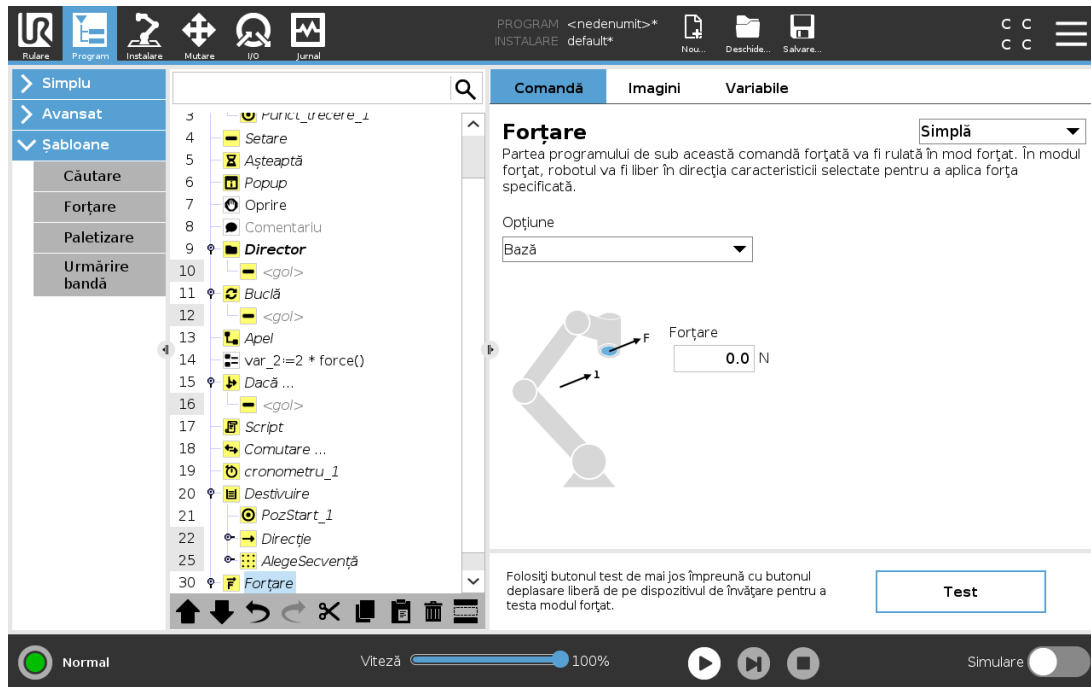 PROGRAM <nedenumit>*
INSTALARE default*
Rulare Program Instalare Mutare I/O Jurnal Nou... Deschide... Salvare...
C C
C C
Simplu
Avansat
Șabloane
Căutare
Forțare
Paletizare
Urmărire
bandă
3 Punct_trecere_1
4 Setare
5 Așteaptă
6 Popup
7 Oprire
8 Comentariu
9 Director
10 <gol>
11 Buclă
12 <gol>
13 Apel
14 var_2≔2 * force()
15 Dacă ...
16 <gol>
17 Script
18 Comutare ...
19 cronometru_1
20 Destivuire
21 PozStart_1
22 Direcție
25 AlegeSecvență
30 Forțare
Comandă Imagini Variabile
Forțare
Simplă
Partea programului de sub această comandă forțată va fi rulată în mod forțat. În modul
forțat, robotul va fi liber în direcția caracteristicii selectate pentru a aplica forța
specificată.
Opțiune
Bază
F
1
Forțare
0.0 N
Folosiți butonul test de mai jos împreună cu butonul
deplasare liberă de pe dispozitivul de învățare pentru a
testa modul forțat.
Test
Normal
Viteză 100%
Simulare